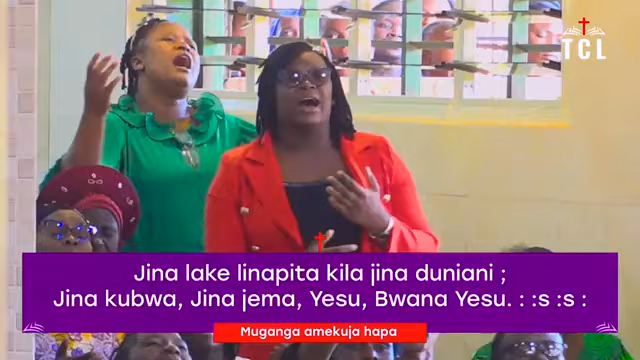 TCL
Jina lake linapita kila jina duniani ;
Jina kubwa, Jina jema, Yesu, Bwana Yesu. : :s :s :
Muganga amekuja hapa